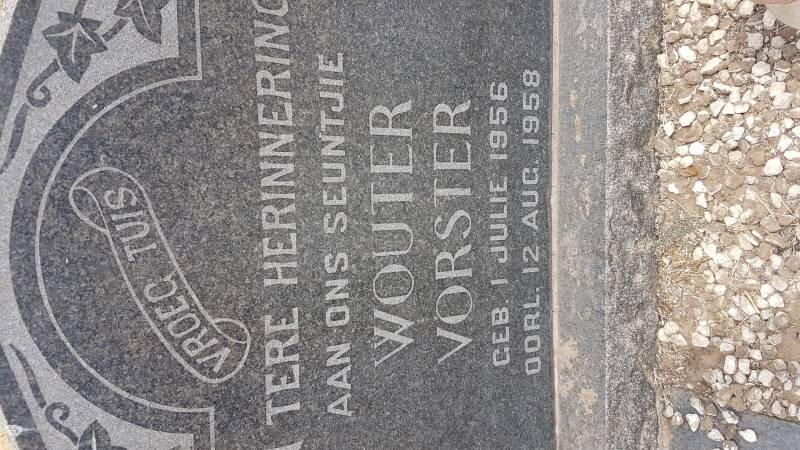 VROEG TUIS
TERE HERINNERING
AAN ONS SEUNTJIE
WOUTER
VORSTER
GEB. 1 JULIE 1956
OORL. 12 AUG. 1958